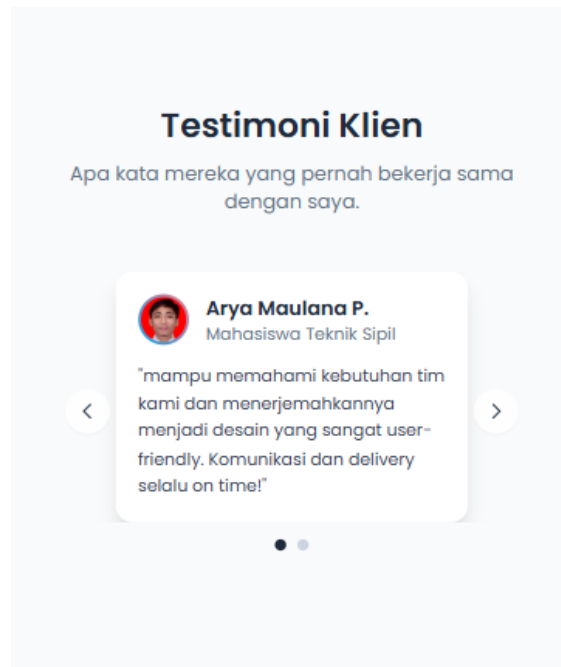 Testimoni Klien
Apa kata mereka yang pernah bekerja sama
dengan saya.
Arya Maulana P.
Mahasiswa Teknik Sipil
"mampu memahami kebutuhan tim
kami dan menerjemahkannya
menjadi desain yang sangat user-
friendly. Komunikasi dan delivery
selalu on time!"